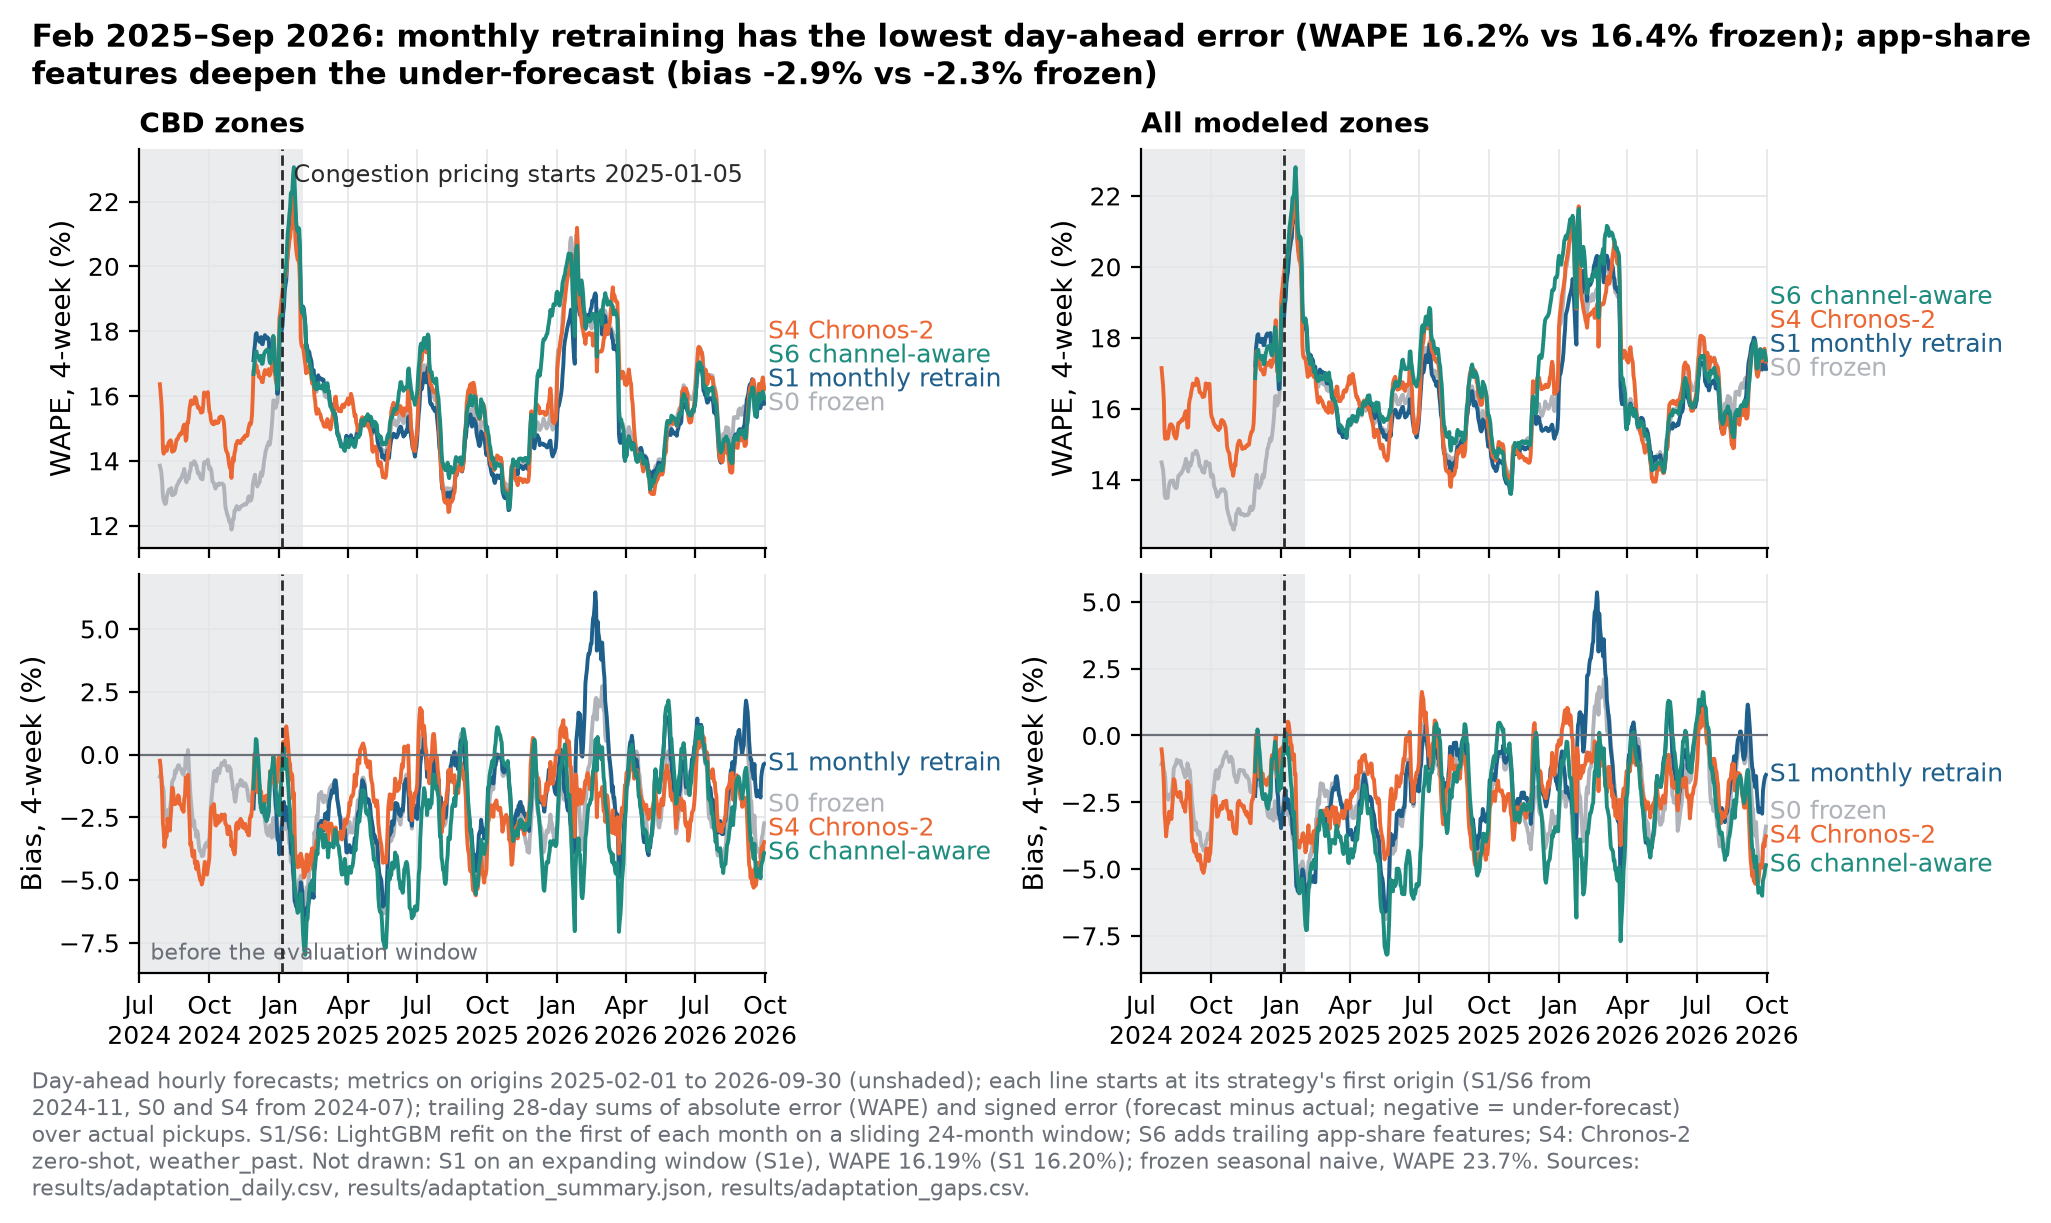 Feb 2025–Sep 2026: monthly retraining has the lowest day-ahead error (WAPE 16.2% vs 16.4% frozen); app-share
features deepen the under-forecast (bias -2.9% vs -2.3% frozen)
CBD zones
WAPE, 4-week (%)
22
20
18
16
14
12
Congestion pricing starts 2025-01-05
S4 Chronos-2
S6 channel-aware
S1 monthly retrain
S0 frozen
All modeled zones
WAPE, 4-week (%)
22
20
18
16
14
S6 channel-aware
S4 Chronos-2
S1 monthly retrain
S0 frozen
Bias, 4-week (%)
5.0
2.5
0.0
−2.5
−5.0
−7.5
before the evaluation window
S1 monthly retrain
S0 frozen
S4 Chronos-2
S6 channel-aware
Jul Oct Jan Apr Jul Oct Jan Apr Jul Oct
2024 2024 2025 2025 2025 2025 2026 2026 2026 2026
Bias, 4-week (%)
5.0
2.5
0.0
−2.5
−5.0
−7.5
S1 monthly retrain
S0 frozen
S4 Chronos-2
S6 channel-aware
Jul Oct Jan Apr Jul Oct Jan Apr Jul Oct
2024 2024 2025 2025 2025 2025 2026 2026 2026 2026
Day-ahead hourly forecasts; metrics on origins 2025-02-01 to 2026-09-30 (unshaded); each line starts at its strategy's first origin (S1/S6 from
2024-11, S0 and S4 from 2024-07); trailing 28-day sums of absolute error (WAPE) and signed error (forecast minus actual; negative = under-forecast)
over actual pickups. S1/S6: LightGBM refit on the first of each month on a sliding 24-month window; S6 adds trailing app-share features; S4: Chronos-2
zero-shot, weather_past. Not drawn: S1 on an expanding window (S1e), WAPE 16.19% (S1 16.20%); frozen seasonal naive, WAPE 23.7%. Sources:
results/adaptation_daily.csv, results/adaptation_summary.json, results/adaptation_gaps.csv.